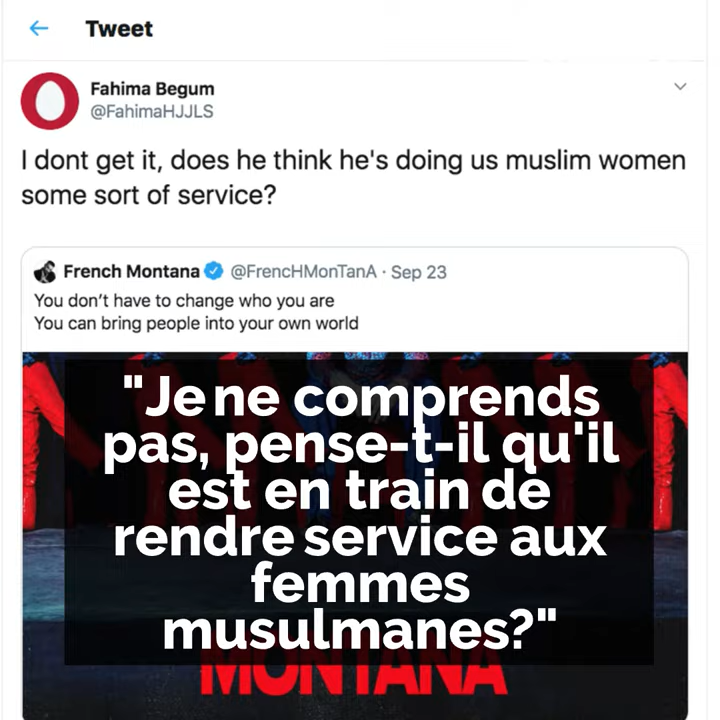 Tweet
Fahima Begum
@FahimaHJJLS
I dont get it, does he think he's doing us muslim women
some sort of service?
French Montana @FrencHMonTanA · Sep 23
You don't have to change who you are
You can bring people into your own world
"Je ne comprends
pas, pense-t-il qu'il
est en train de
rendre service aux
femmes
musulmanes?"
MONTANA